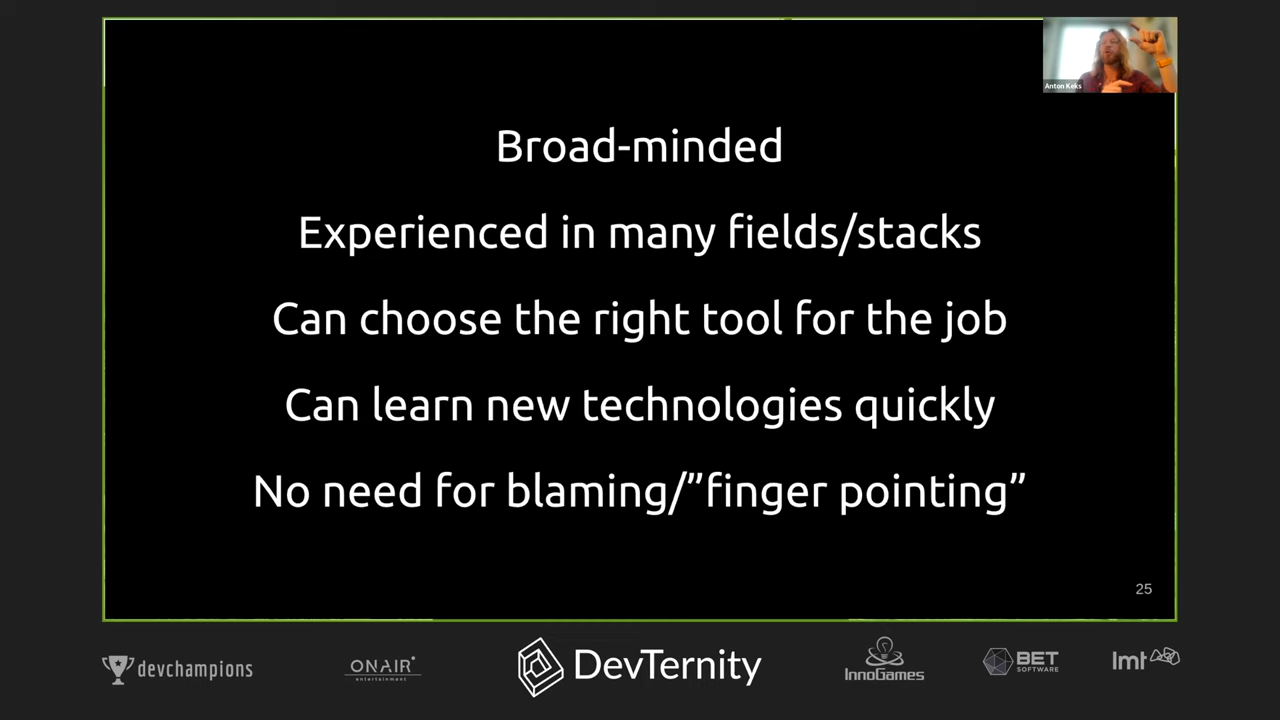 Anton Keks
Broad-minded
Experienced in many fields/stacks
Can choose the right tool for the job
Can learn new technologies quickly
No need for blaming/”finger pointing”
25
devchampions
ONAIR
entertainment
DevTernity
InnoGames
BET
SOFTWARE
lmt